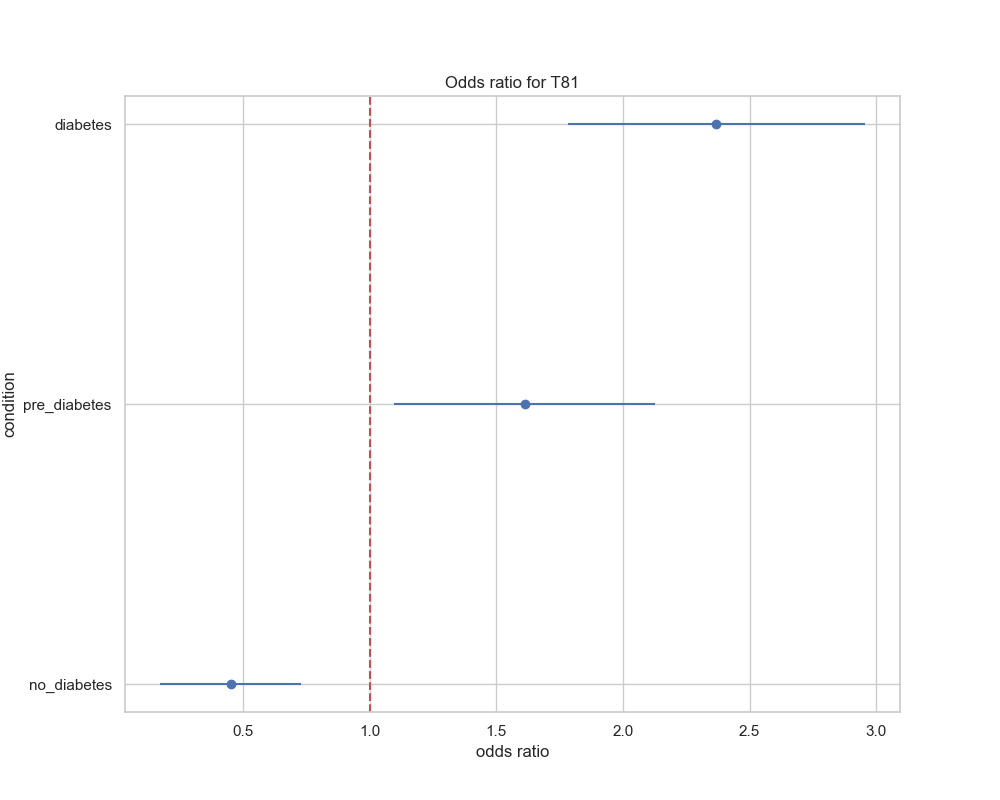 Odds ratio for T81
diabetes
pre_diabetes
no_diabetes
condition
0.5 1.0 1.5 2.0 2.5 3.0
odds ratio